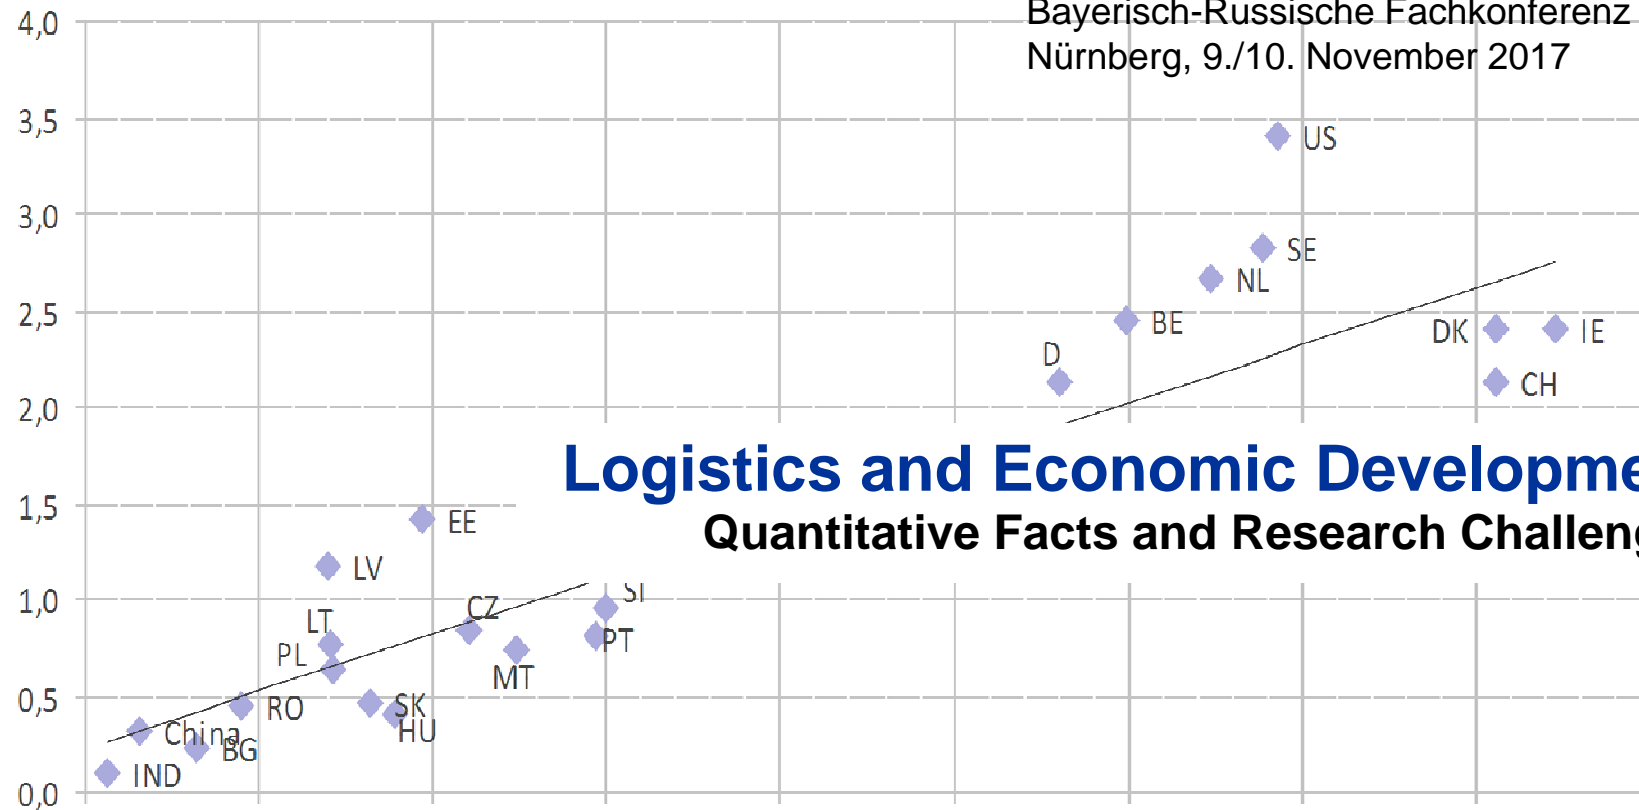 Bayerisch-Russische Fachkonferenz
Nürnberg, 9./10. November 2017
4,0
3,5
US
3,0
SE
NL
2,5
BE
DK
IE
D
CH
2,0
Logistics and Economic Developme
1,5
EE
Quantitative Facts and Research Challeng
LV
1,0
SI
CZ
LT
PT
PL
MT
0,5
RO
SK
HU
China
BG
IND
0,0